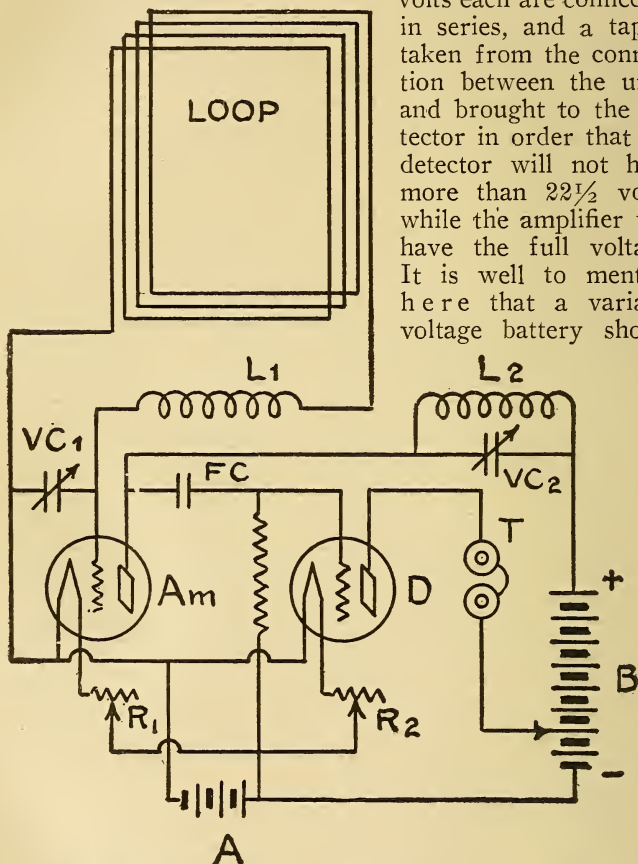 volts each are connec
in series, and a tap
taken from the conn
tion between the u
and brought to the
tector in order that
detector will not h
more than 22½ vo
while the amplifier
have the full volta
It is well to ment
here that a varia
voltage battery sho
LOOP
L1
L2
VC1
FC
VC2
T
Am
D
+
B
R1
R2
-
A